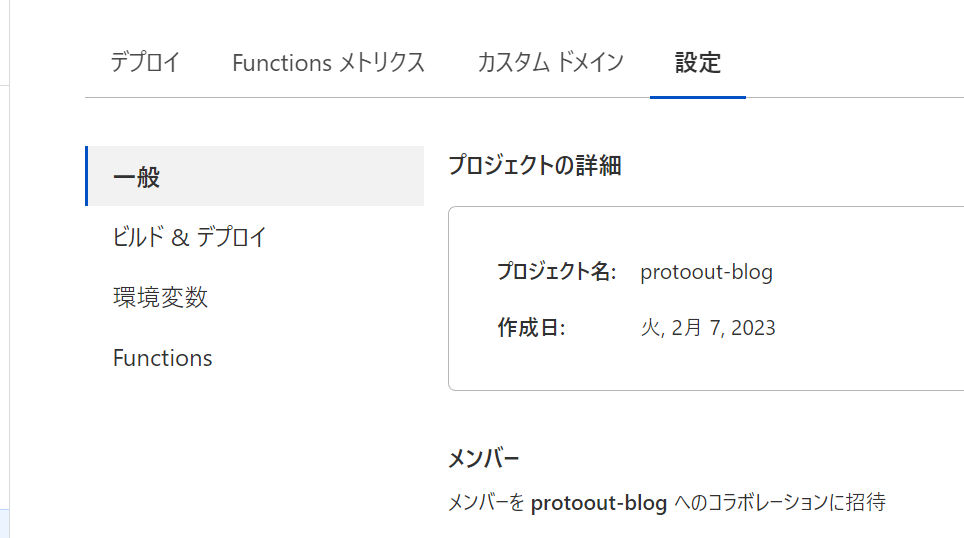 デプロイ Functions メトリクス カスタム ドメイン 設定
一般
ビルド & デプロイ
環境変数
Functions
プロジェクトの詳細
プロジェクト名: protoout-blog
作成日: 火, 2月 7, 2023
メンバー
メンバーを protoout-blog へのコラボレーションに招待